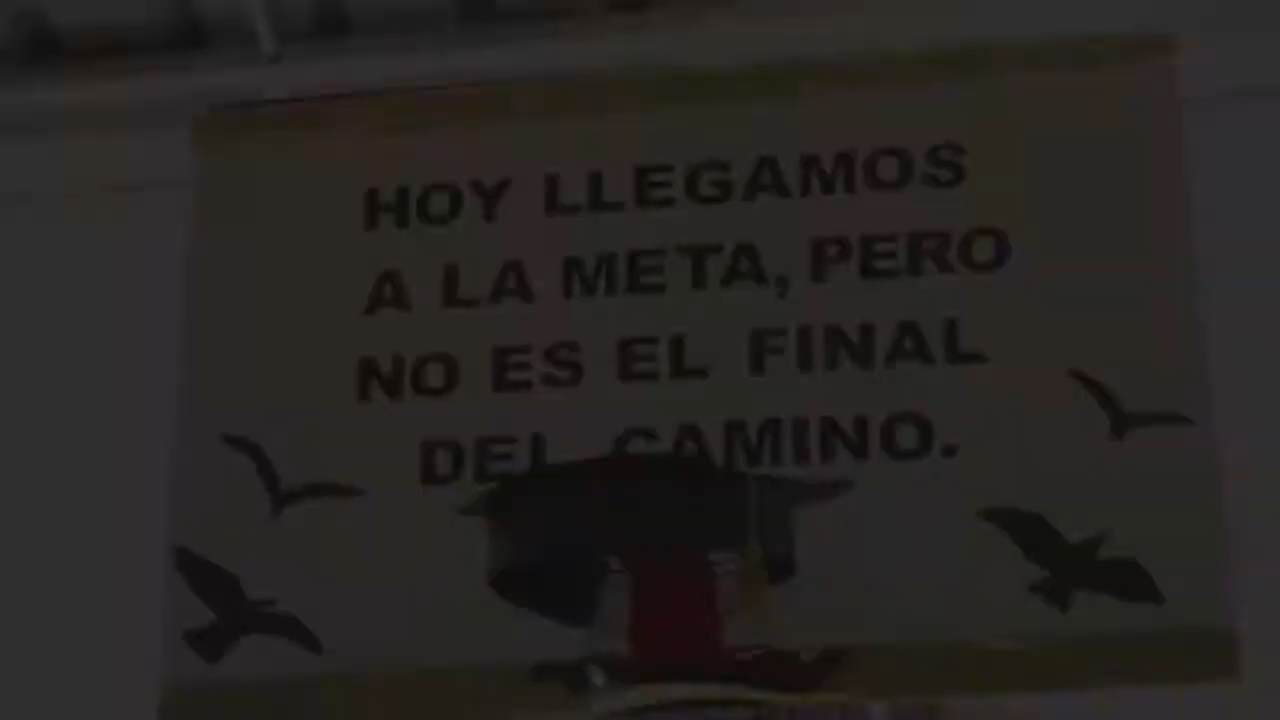 HOY LLEGAMOS
A LA META, PERO
NO ES EL FINAL
DEL CAMINO.